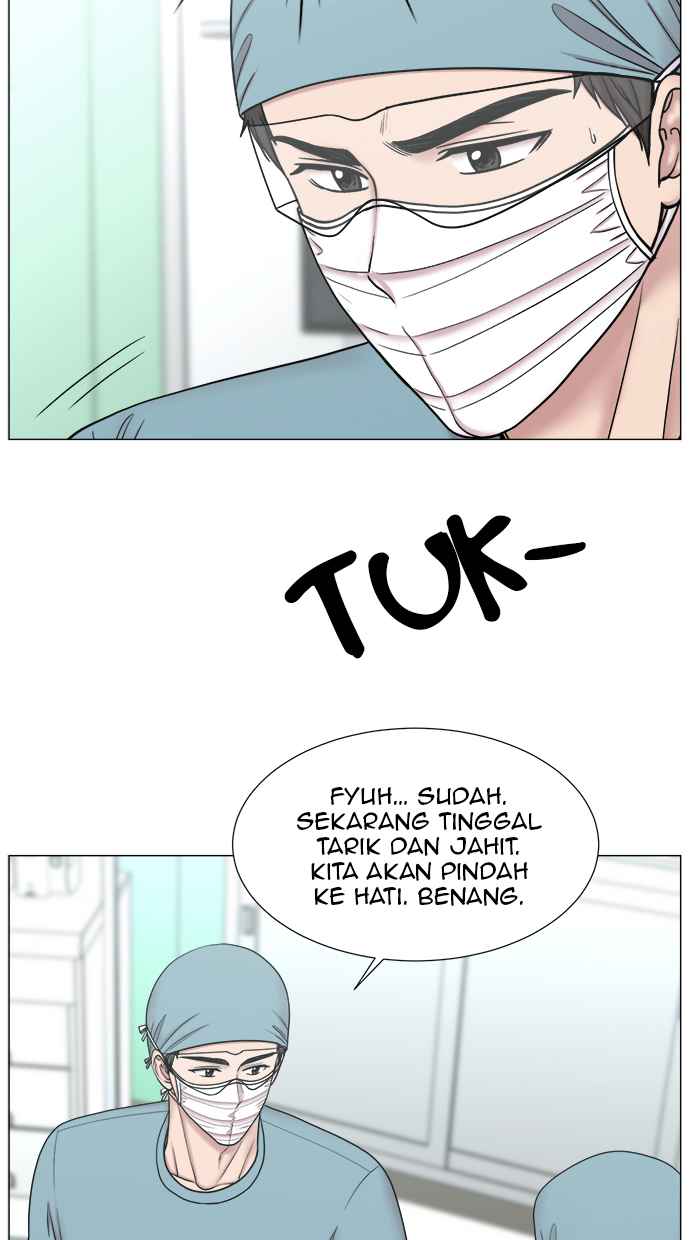 TUK-
FYUH... SUDAH.
SEKARANG TINGGAL
TARIK DAN JAHIT.
KITA AKAN PINDAH
KE HATI. BENANG.